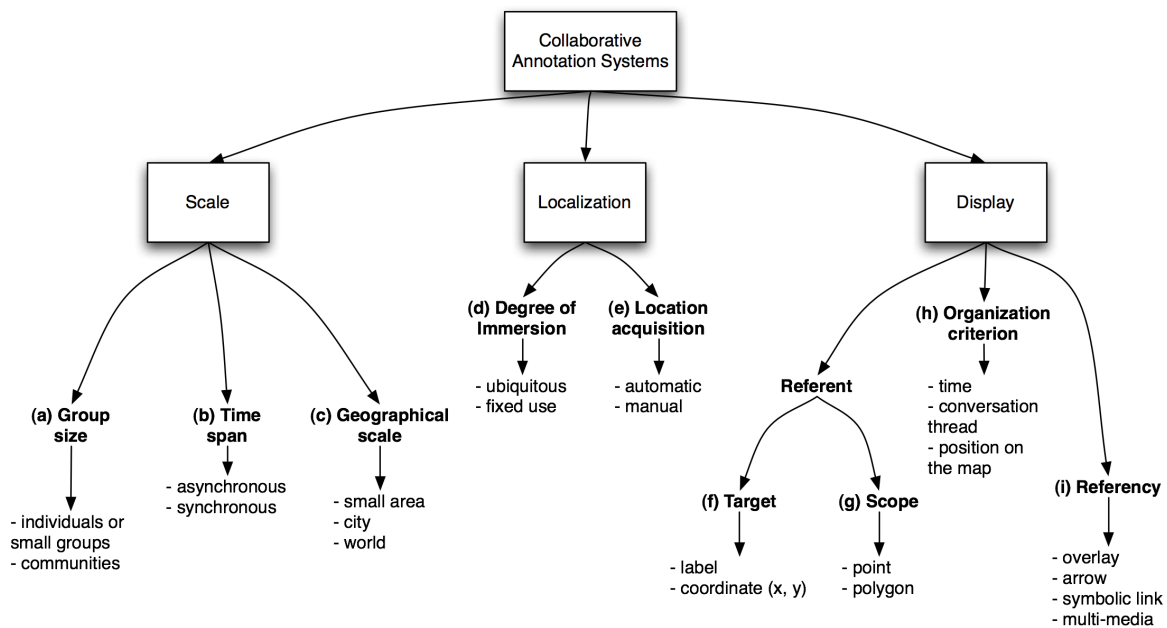 Collaborative
Annotation Systems
Scale
Localization
Display
(a) Group
size
- individuals or
small groups
- communities
(b) Time
span
- asynchronous
- synchronous
(c) Geographical
scale
- small area
- city
- world
(d) Degree of
Immersion
- ubiquitous
- fixed use
(e) Location
acquisition
- automatic
- manual
Referent
(f) Target
- label
- coordinate (x, y)
(g) Scope
- point
- polygon
(h) Organization
criterion
- time
- conversation
thread
- position on
the map
(i) Referency
- overlay
- arrow
- symbolic link
- multi-media